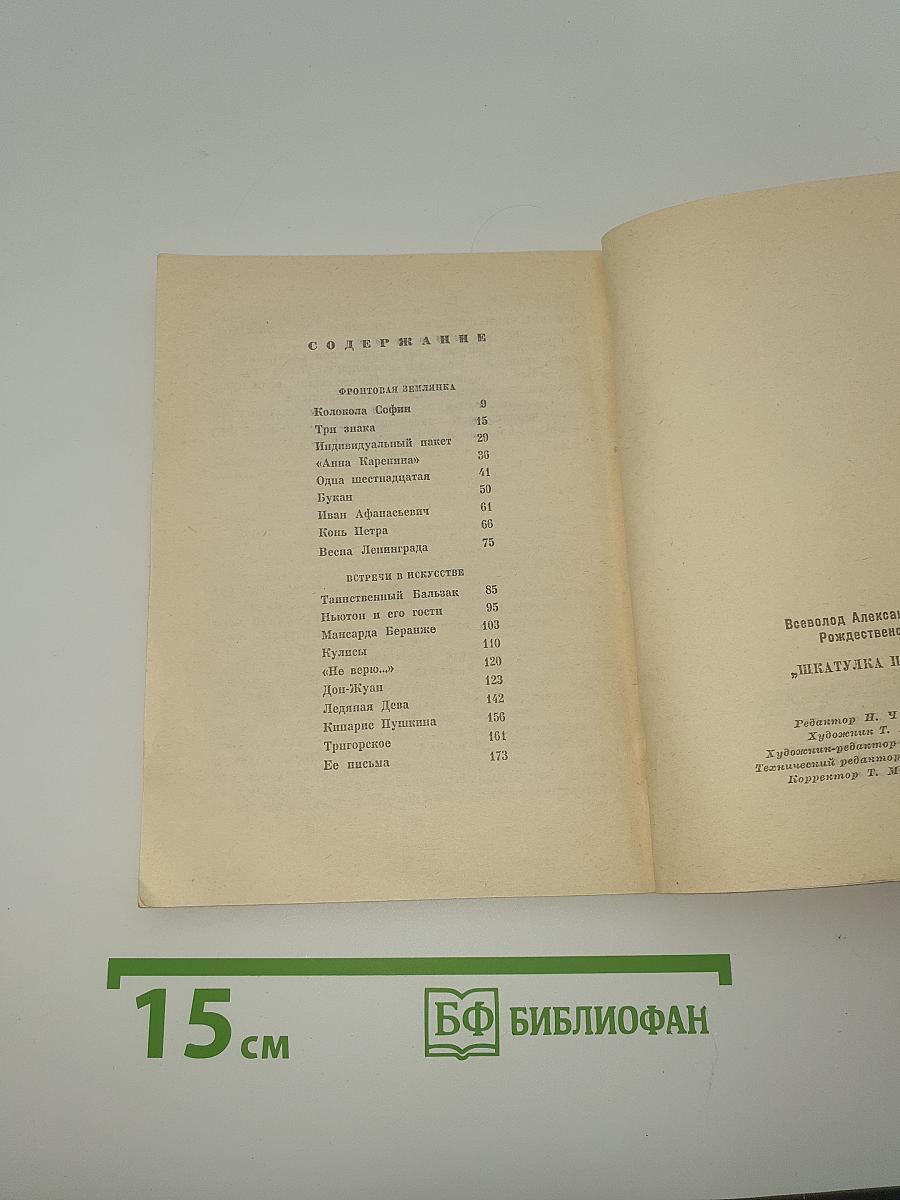 СОДЕРЖАНИЕ
ФРОНТОВАЯ ЗЕМЛЯНКА
Колокола Софии 9
Три знака 15
Индивидуальный пакет 29
«Анна Каренина» 36
Одна шестнадцатая 41
Букан 50
Иван Афанасьевич 61
Конь Петра 66
Весна Ленинграда 75
ВСТРЕЧИ В ИСКУССТВЕ
Таинственный Бальзак 85
Ньютон и его гости 95
Мансарда Беранже 103
Кулисы 110
«Не верю...» 120
Дон-Жуан 123
Ледяная Дева 142
Кипарис Пушкина 156
Тригорское 161
Ее письма 173
Всеволод Алексан
Рождественс
„ШКАТУЛКА П
Редактор Н. Ч
Художник Т.
Художник-редактор
Технический редактор
Корректор Т. М
15 см
БФ БИБЛИОФАН